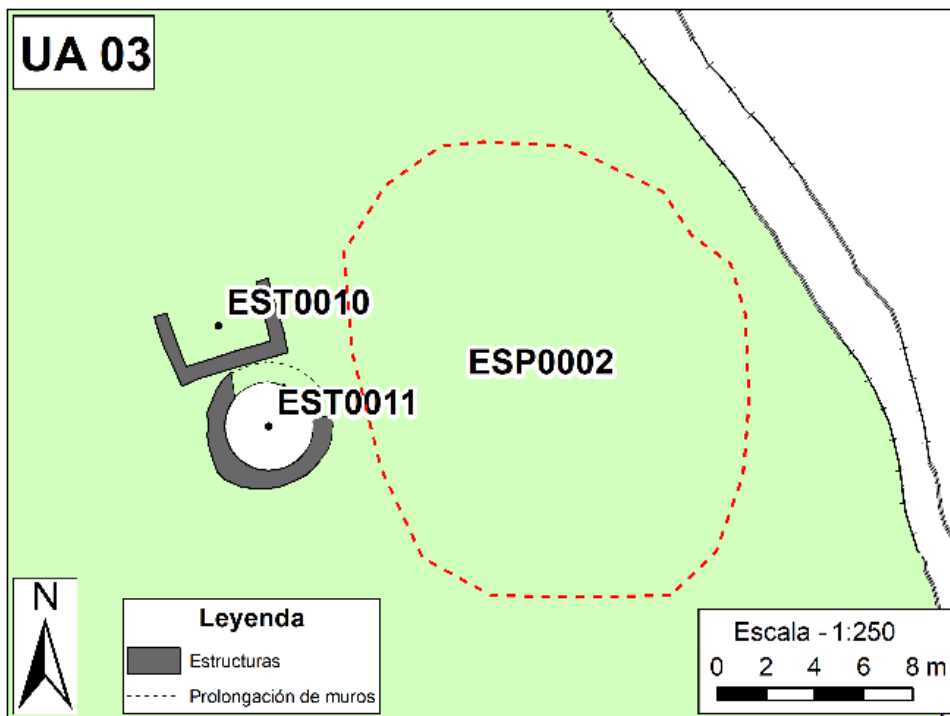 UA 03
EST0010
ESP0002
EST0011
N
Leyenda
Estructuras
Prolongación de muros
Escala - 1:250
0 2 4 6 8 m